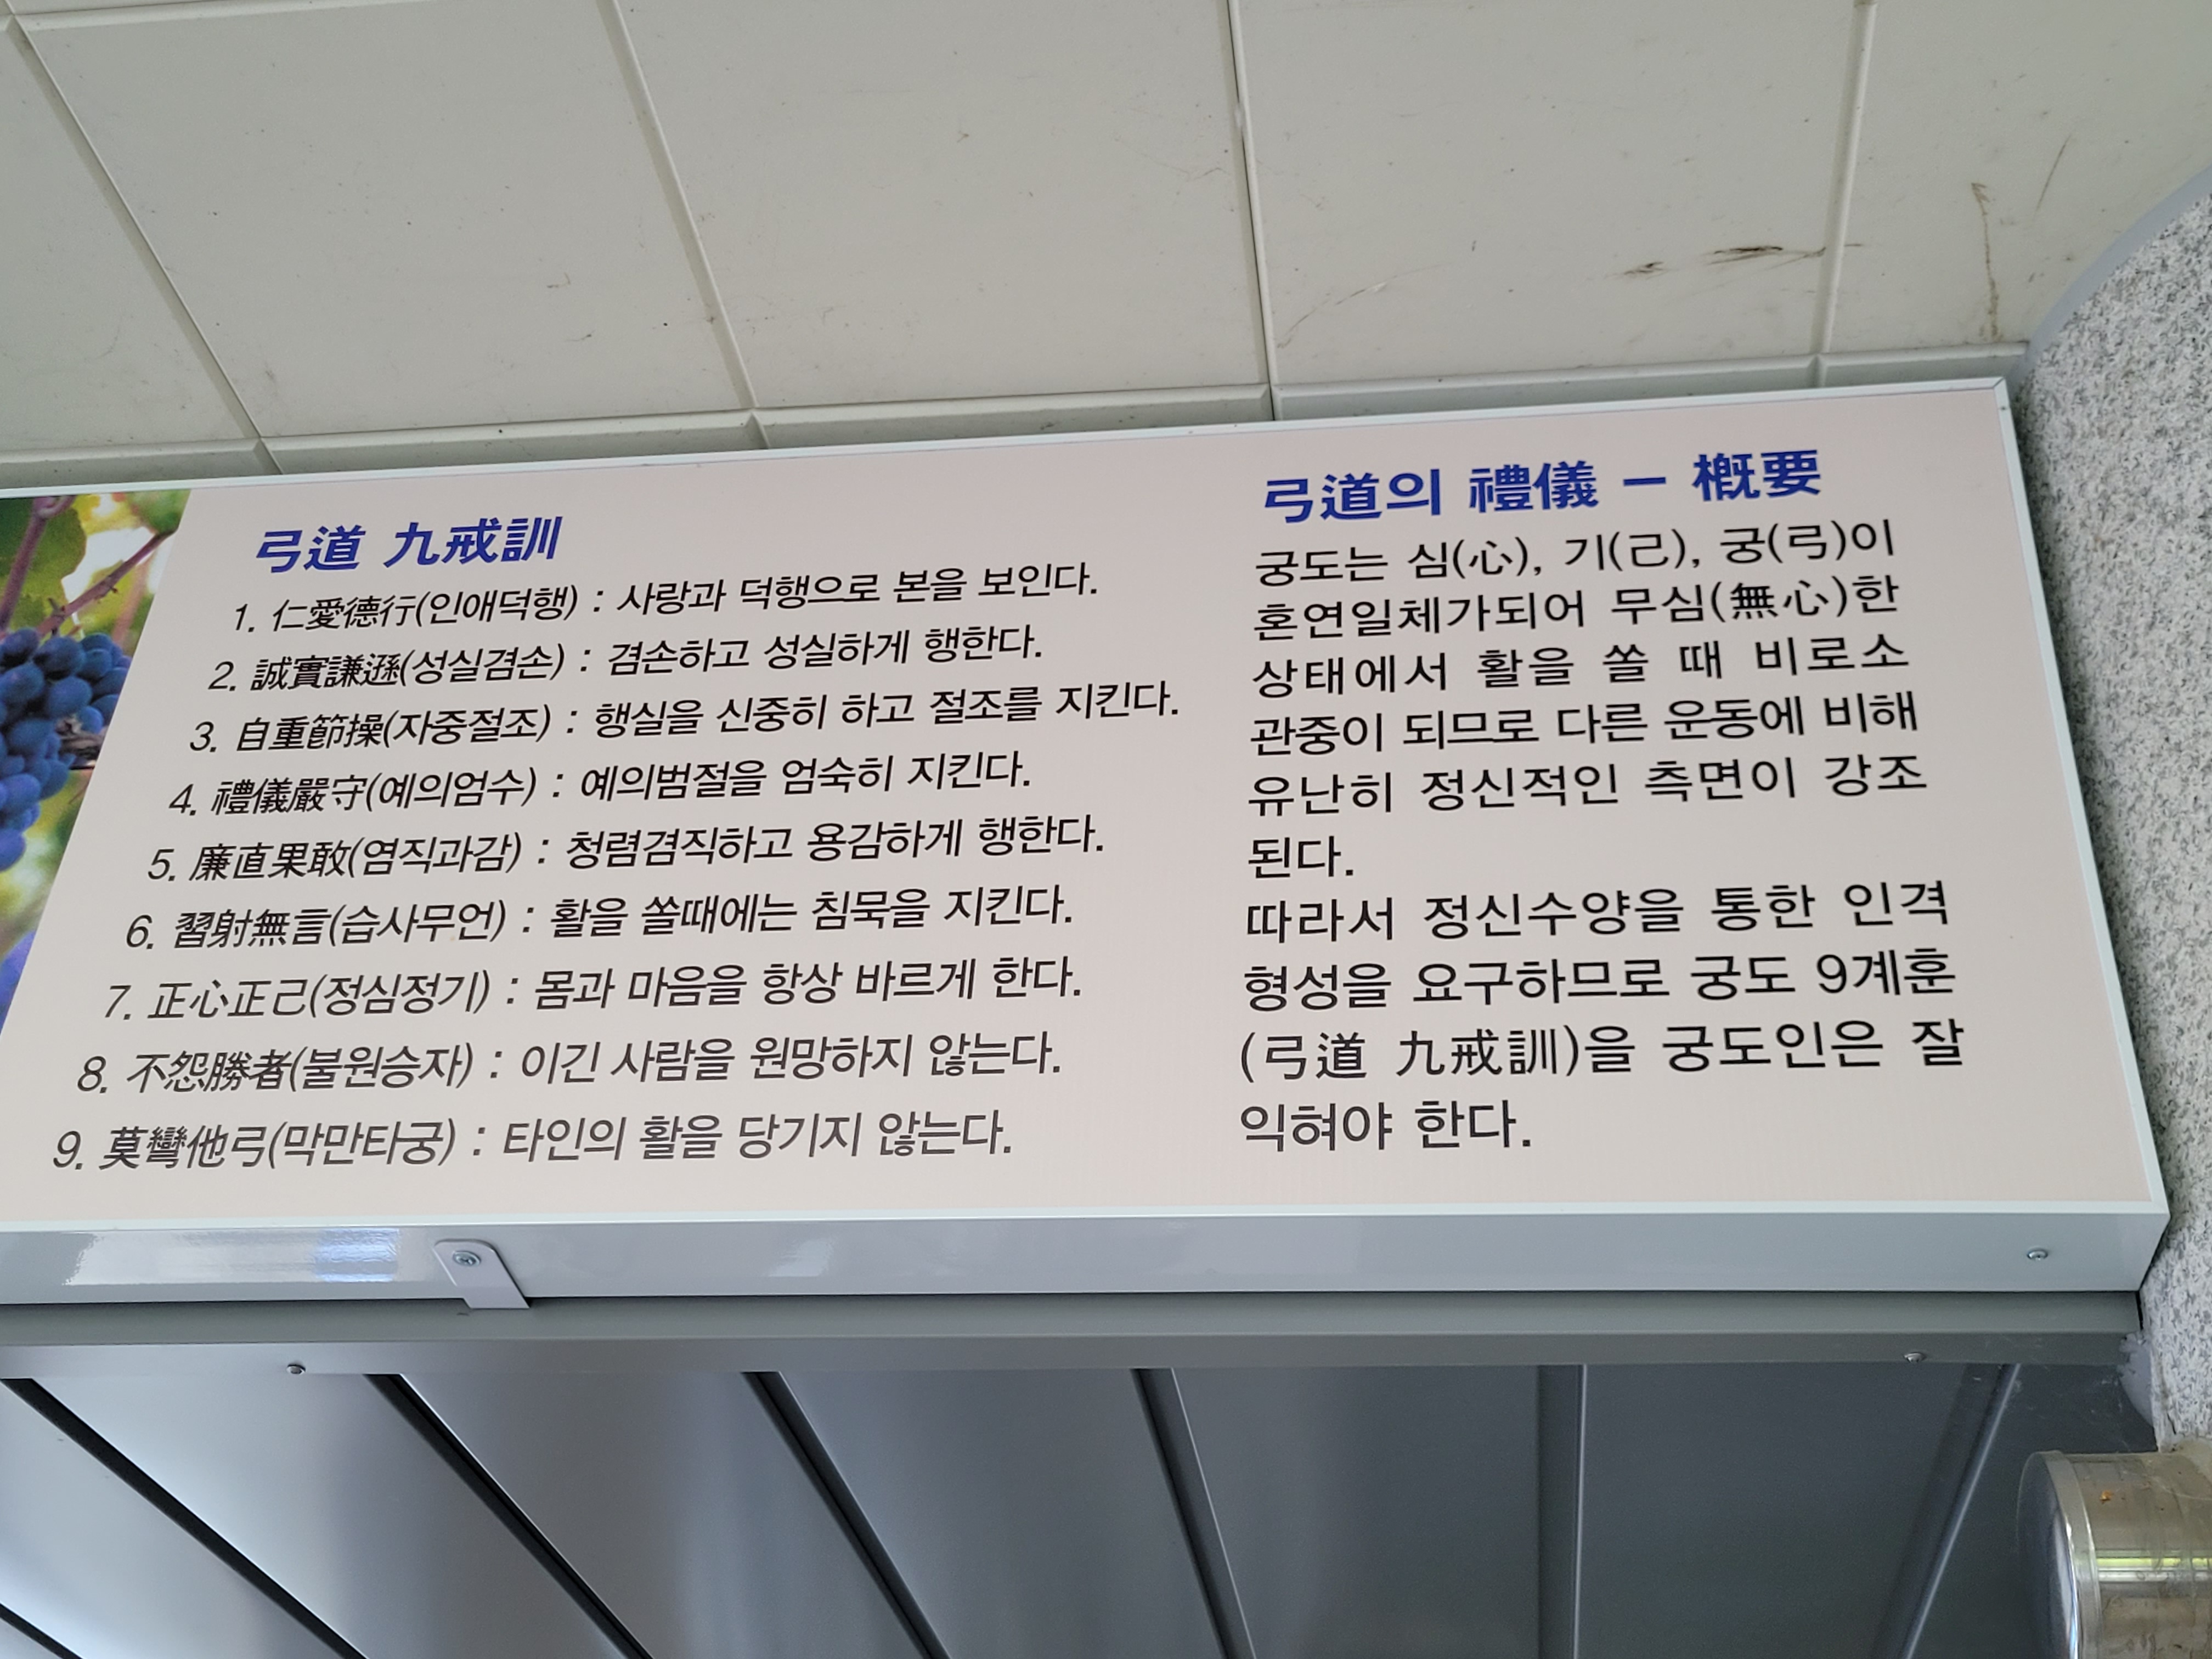 弓道 九戒訓
1. 仁愛德行(인애덕행) : 사랑과 덕행으로 본을 보인다.
2. 誠實謙遜(성실겸손) : 겸손하고 성실하게 행한다.
3. 自重節操(자중절조) : 행실을 신중히 하고 절조를 지킨다.
4. 禮儀嚴守(예의엄수) : 예의범절을 엄숙히 지킨다.
5. 廉直果敢(염직과감) : 청렴겸직하고 용감하게 행한다.
6. 習射無言(습사무언) : 활을 쏠때에는 침묵을 지킨다.
7. 正心正己(정심정기) : 몸과 마음을 항상 바르게 한다.
8. 不怨勝者(불원승자) : 이긴 사람을 원망하지 않는다.
9. 莫彎他弓(막만타궁) : 타인의 활을 당기지 않는다.
弓道의 禮儀 - 槪要
궁도는 심(心), 기(己), 궁(弓)이
혼연일체가되어 무심(無心)한
상태에서 활을 쏠 때 비로소
관중이 되므로 다른 운동에 비해
유난히 정신적인 측면이 강조
된다.
따라서 정신수양을 통한 인격
형성을 요구하므로 궁도 9계훈
(弓道 九戒訓)을 궁도인은 잘
익혀야 한다.